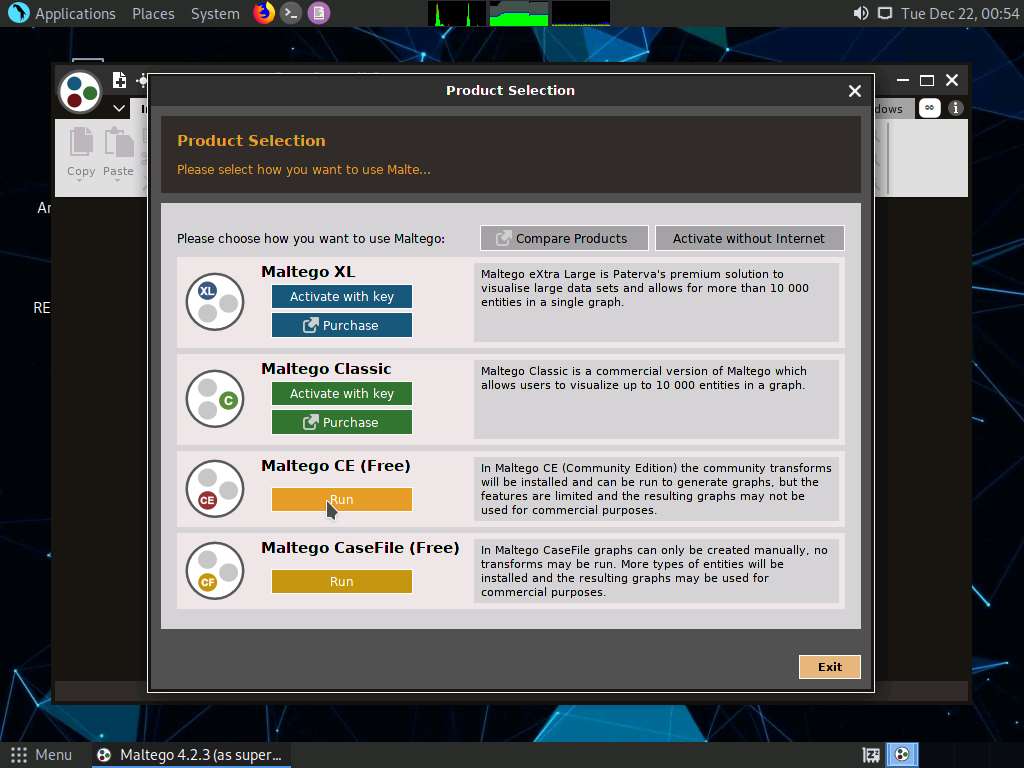 Applications Places System
Tue Dec 22, 00:54
Product Selection
dows
Copy
Paste
Product Selection
Please select how you want to use Malte...
Please choose how you want to use Maltego:
Compare Products
Activate without Internet
XL
Maltego XL
Activate with key
Purchase
Maltego eXtra Large is Paterva's premium solution to
visualise large data sets and allows for more than 10 000
entities in a single graph.
C
Maltego Classic
Activate with key
Purchase
Maltego Classic is a commercial version of Maltego which
allows users to visualize up to 10 000 entities in a graph.
CE
Maltego CE (Free)
Run
In Maltego CE (Community Edition) the community transforms
will be installed and can be run to generate graphs, but the
features are limited and the resulting graphs may not be
used for commercial purposes.
CF
Maltego CaseFile (Free)
Run
In Maltego CaseFile graphs can only be created manually, no
transforms may be run. More types of entities will be
installed and the resulting graphs may be used for
commercial purposes.
Exit
RE
Menu
Maltego 4.2.3 (as super...